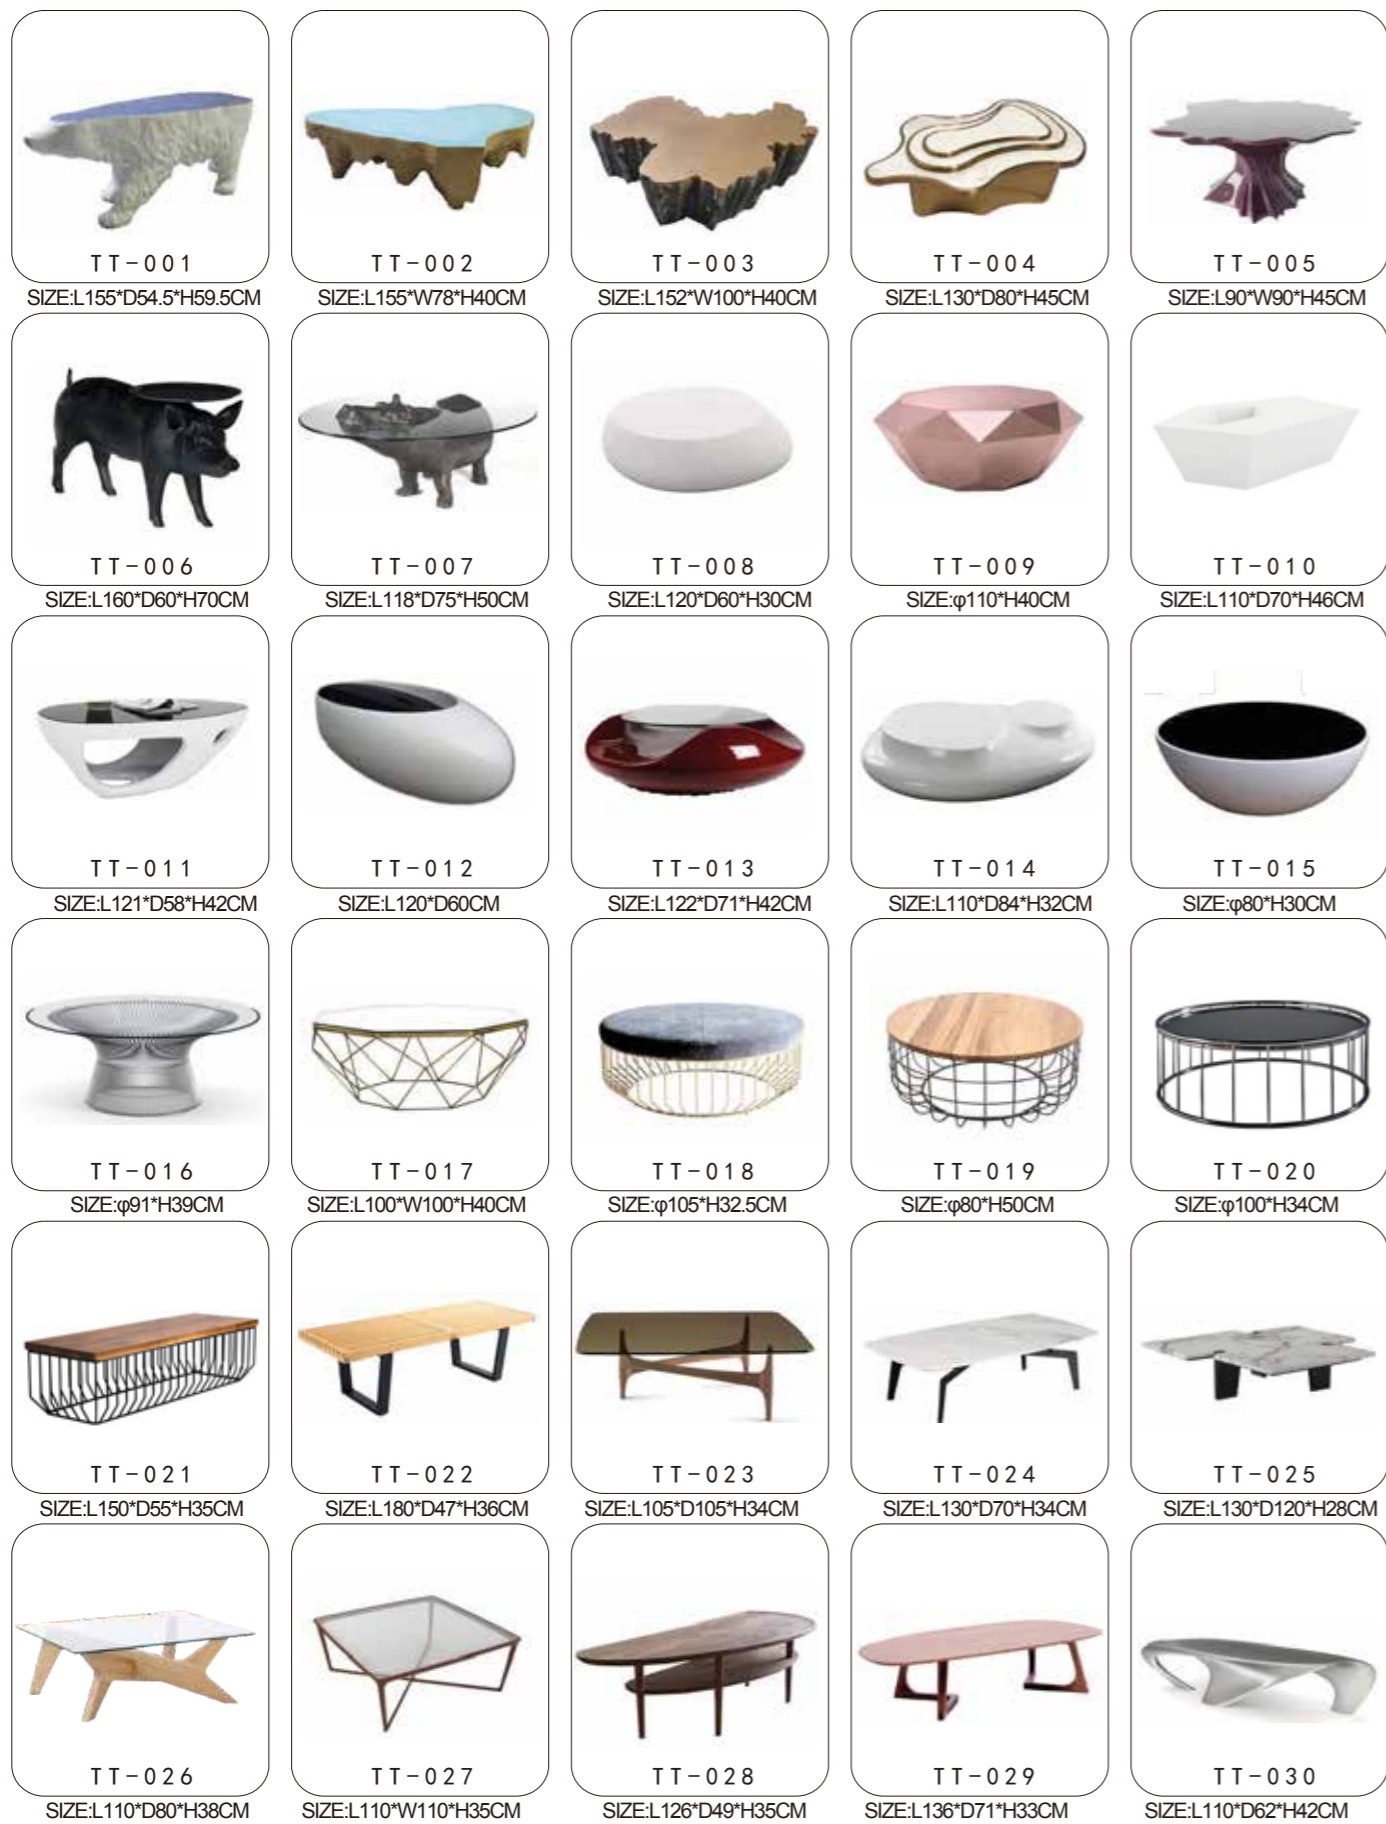 TT-001
TT-002
TT-003
TT-004
TT-005
SIZE:L155*D54.5*H59.5CM
SIZE:L155*W78*H40CM
SIZE:L152*W100*H40CM
SIZE:L130*D80*H45CM
SIZE:L90*W90*H45CM
TT-006
TT-007
TT-008
TT-009
TT-010
SIZE:L160*D60*H70CM
SIZE:L118*D75*H50CM
SIZE:L120*D60*H30CM
SIZE:φ110*H40CM
SIZE:L110*D70*H46CM
TT-011
TT-012
TT-013
TT-014
TT-015
SIZE:L121*D58*H42CM
SIZE:L120*D60CM
SIZE:L122*D71*H42CM
SIZE:L110*D84*H32CM
SIZE:φ80*H30CM
TT-016
TT-017
TT-018
TT-019
TT-020
SIZE:φ91*H39CM
SIZE:L100*W100*H40CM
SIZE:φ105*H32.5CM
SIZE:φ80*H50CM
SIZE:φ100*H34CM
TT-021
TT-022
TT-023
TT-024
TT-025
SIZE:L150*D55*H35CM
SIZE:L180*D47*H36CM
SIZE:L105*D105*H34CM
SIZE:L130*D70*H34CM
SIZE:L130*D120*H28CM
TT-026
TT-027
TT-028
TT-029
TT-030
SIZE:L110*D80*H38CM
SIZE:L110*W110*H35CM
SIZE:L126*D49*H35CM
SIZE:L136*D71*H33CM
SIZE:L110*D62*H42CM